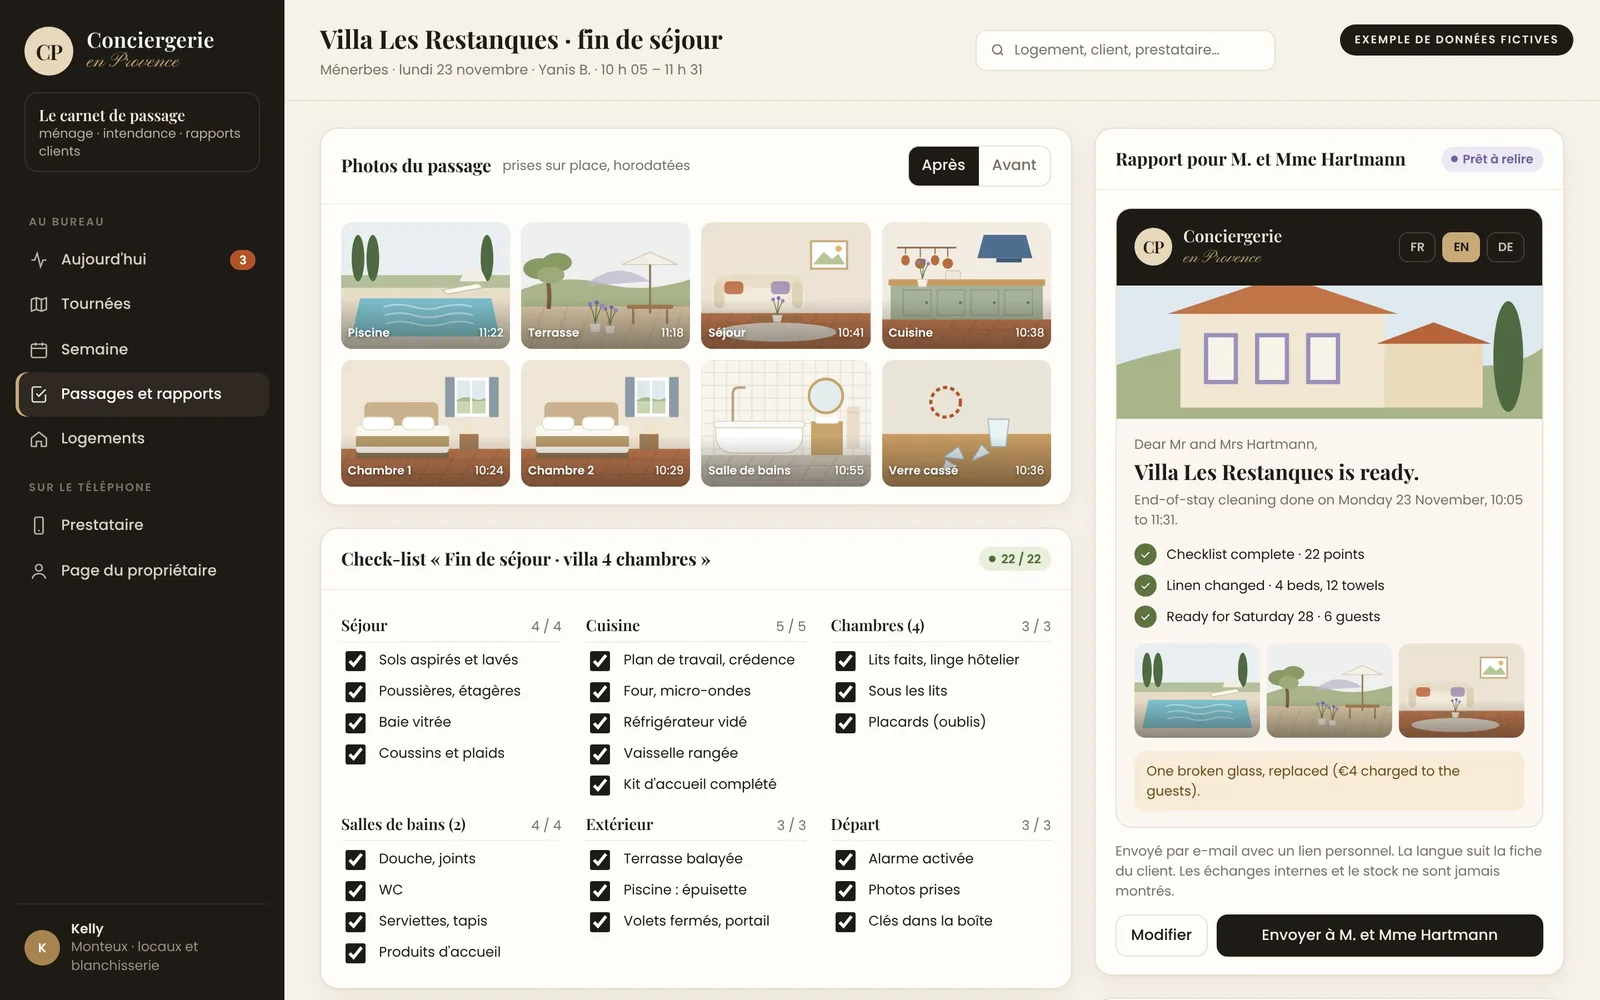 CP
Conciergerie
en Provence
Le carnet de passage
ménage · intendance · rapports
clients
AU BUREAU
Aujourd'hui
3
Tournées
Semaine
Passages et rapports
Logements
SUR LE TÉLÉPHONE
Prestataire
Page du propriétaire
K
Kelly
Monteux · locaux et
blanchisserie
Villa Les Restanques · fin de séjour
Ménerbes · lundi 23 novembre · Yanis B. · 10 h 05 – 11 h 31
Logement, client, prestataire...
EXEMPLE DE DONNÉES FICTIVES
Photos du passage
prises sur place, horodatées
Après
Avant
Piscine 11:22
Terrasse 11:18
Séjour 10:41
Cuisine 10:38
Chambre 1 10:24
Chambre 2 10:29
Salle de bains 10:55
Verre cassé 10:36
Check-list « Fin de séjour · villa 4 chambres »
22 / 22
Séjour 4 / 4
Sols aspirés et lavés
Poussières, étagères
Baie vitrée
Coussins et plaids
Cuisine 5 / 5
Plan de travail, crédence
Four, micro-ondes
Réfrigérateur vidé
Vaisselle rangée
Kit d'accueil complété
Chambres (4) 3 / 3
Lits faits, linge hôtelier
Sous les lits
Placards (oublis)
Salles de bains (2) 4 / 4
Douche, joints
WC
Serviettes, tapis
Produits d'accueil
Extérieur 3 / 3
Terrasse balayée
Piscine : épuisette
Volets fermés, portail
Départ 3 / 3
Alarme activée
Photos prises
Clés dans la boîte
Rapport pour M. et Mme Hartmann
Prêt à relire
CP
Conciergerie
en Provence
FR
EN
DE
Dear Mr and Mrs Hartmann,
Villa Les Restanques is ready.
End-of-stay cleaning done on Monday 23 November, 10:05
to 11:31.
Checklist complete · 22 points
Linen changed · 4 beds, 12 towels
Ready for Saturday 28 · 6 guests
One broken glass, replaced (€4 charged to the
guests).
Envoyé par e-mail avec un lien personnel. La langue suit la fiche
du client. Les échanges internes et le stock ne sont jamais
montrés.
Modifier
Envoyer à M. et Mme Hartmann